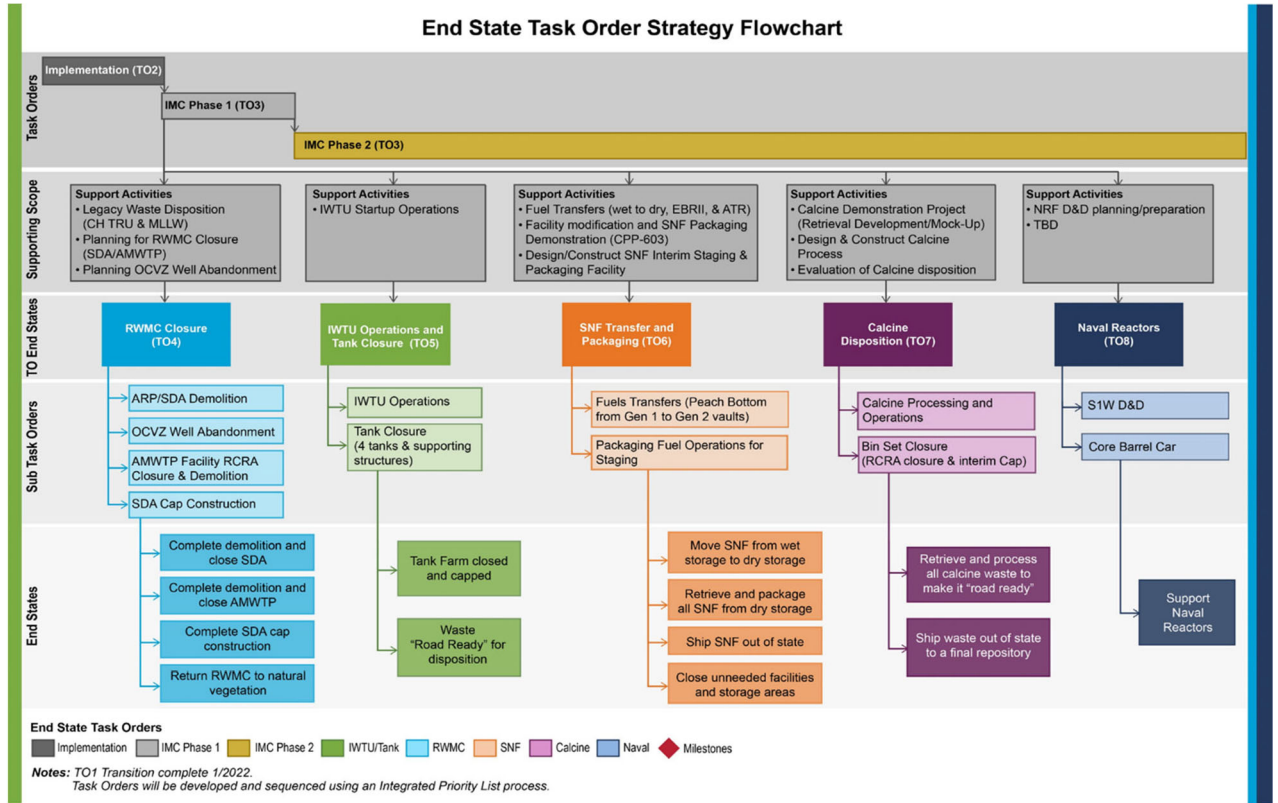 End State Task Order Strategy Flowchart
Task Orders
Implementation (TO2)
IMC Phase 1 (TO3)
IMC Phase 2 (TO3)
Supporting Scope
Support Activities
• Legacy Waste Disposition
(CH TRU & MLLW)
• Planning for RWMC Closure
(SDA/AMWTP)
• Planning OCVZ Well Abandonment
Support Activities
• IWTU Startup Operations
Support Activities
• Fuel Transfers (wet to dry, EBRII, & ATR)
• Facility modification and SNF Packaging
Demonstration (CPP-603)
• Design/Construct SNF Interim Staging &
Packaging Facility
Support Activities
• Calcine Demonstration Project
(Retrieval Development/Mock-Up)
• Design & Construct Calcine
Process
• Evaluation of Calcine disposition
Support Activities
• NRF D&D planning/preparation
• TBD
TO End States
RWMC Closure
(TO4)
IWTU Operations and
Tank Closure (TO5)
SNF Transfer and
Packaging (TO6)
Calcine
Disposition (TO7)
Naval Reactors
(TO8)
Sub Task Orders
ARP/SDA Demolition
OCVZ Well Abandonment
AMWTP Facility RCRA
Closure & Demolition
SDA Cap Construction
IWTU Operations
Tank Closure
(4 tanks & supporting
structures)
Fuels Transfers (Peach Bottom
from Gen 1 to Gen 2 vaults)
Packaging Fuel Operations for
Staging
Calcine Processing and
Operations
Bin Set Closure
(RCRA closure & interim Cap)
S1W D&D
Core Barrel Car
End States
Complete demolition and
close SDA
Complete demolition and
close AMWTP
Complete SDA cap
construction
Return RWMC to natural
vegetation
Tank Farm closed
and capped
Waste
“Road Ready” for
disposition
Move SNF from wet
storage to dry storage
Retrieve and package
all SNF from dry storage
Ship SNF out of state
Close unneeded facilities
and storage areas
Retrieve and process
all calcine waste to
make it “road ready”
Ship waste out of state
to a final repository
Support
Naval
Reactors
End State Task Orders
Implementation
IMC Phase 1
IMC Phase 2
IWTU/Tank
RWMC
SNF
Calcine
Naval
Milestones
Notes: TO1 Transition complete 1/2022.
Task Orders will be developed and sequenced using an Integrated Priority List process.